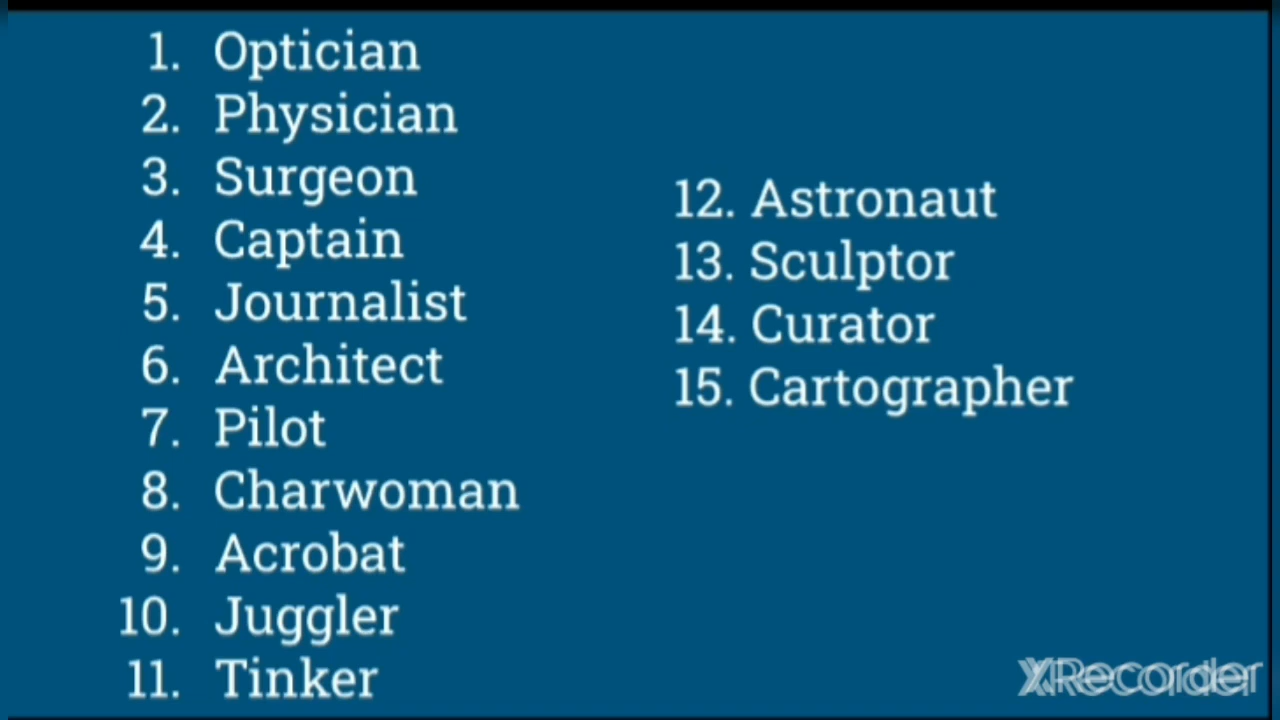 1. Optician
2. Physician
3. Surgeon
4. Captain
5. Journalist
6. Architect
7. Pilot
8. Charwoman
9. Acrobat
10. Juggler
11. Tinker
12. Astronaut
13. Sculptor
14. Curator
15. Cartographer
XRecorder